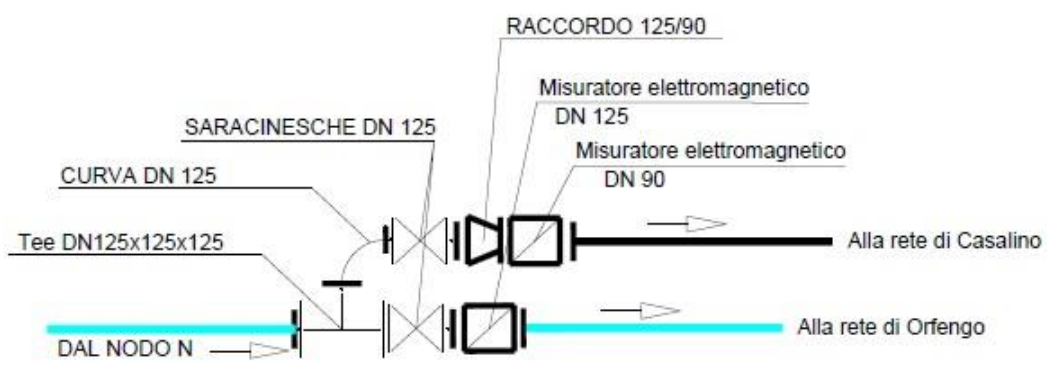 RACCORDO 125/90
Misuratore elettromagnetico
DN 125
SARACINESCHE DN 125
Misuratore elettromagnetico
DN 90
CURVA DN 125
Tee DN125x125x125
Alla rete di Casalino
Alla rete di Orfengo
DAL NODO N